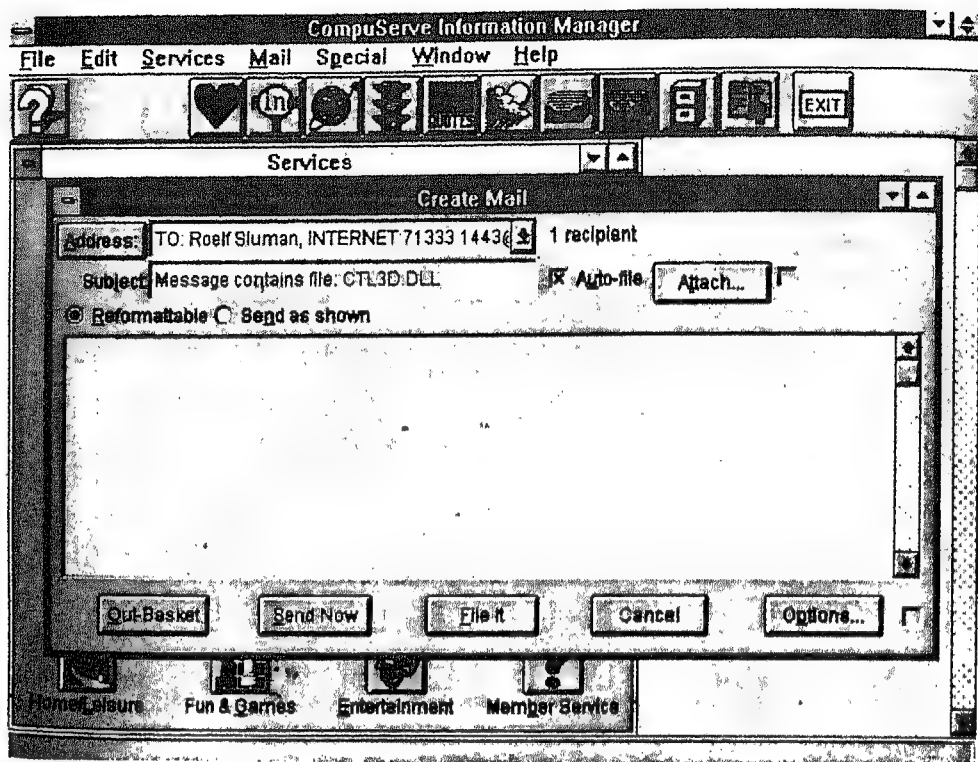 CompuServe Information Manager
File Edit Services Mail Special Window Help
QUOTES EXIT
Services
Create Mail
Address: TO: Roelf Sluman, INTERNET:71333 1443@ 1 recipient
Subject: Message contains file: CTL3D.DLL Auto-file Attach...
Reformattable Send as shown
Out-Basket Send Now File It Cancel Options...
Home/Leisure Fun & Games Entertainment Member Service